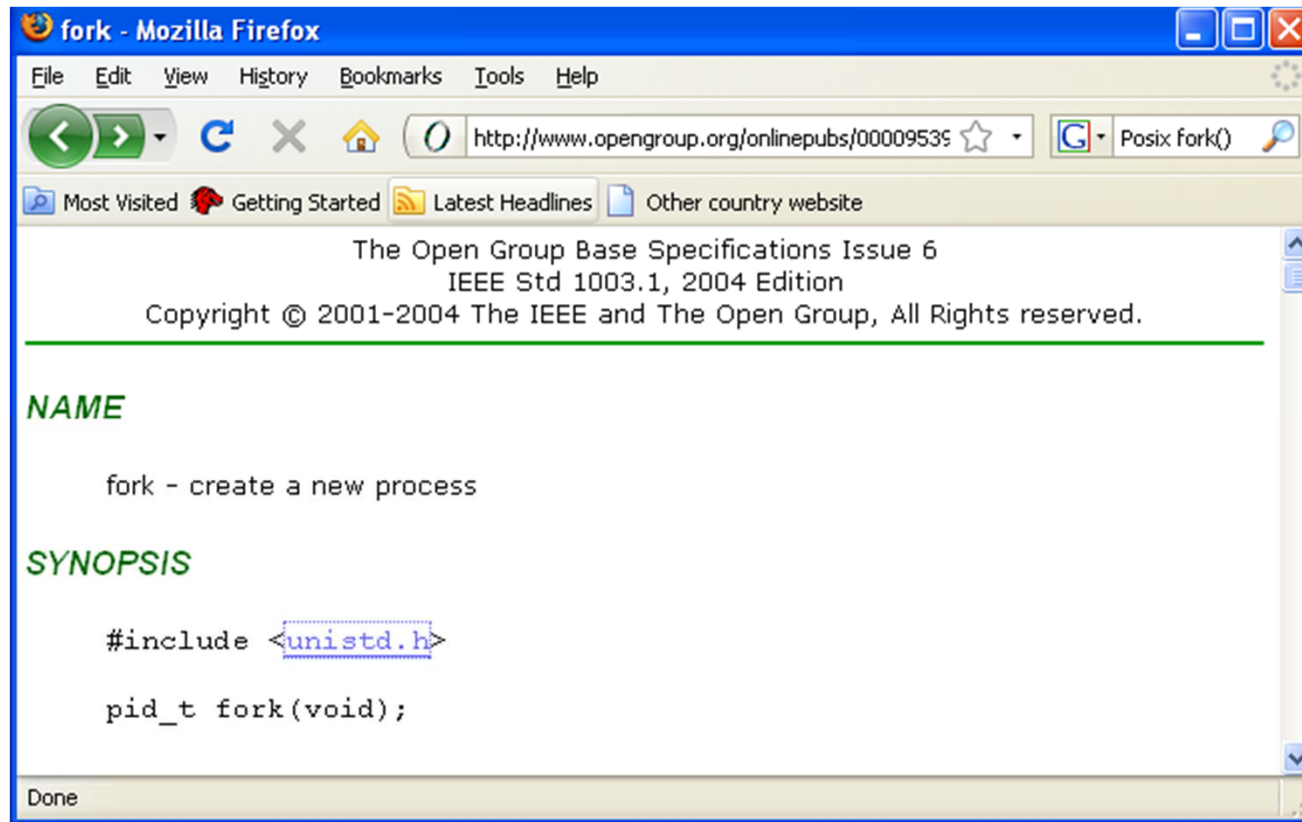 fork - Mozilla Firefox
File Edit View History Bookmarks Tools Help
http://www.opengroup.org/onlinepubs/00009539 G Posix fork()
Most Visited Getting Started Latest Headlines Other country website
The Open Group Base Specifications Issue 6
IEEE Std 1003.1, 2004 Edition
Copyright © 2001-2004 The IEEE and The Open Group, All Rights reserved.
NAME
fork - create a new process
SYNOPSIS
#include <unistd.h>
pid_t fork(void);
Done